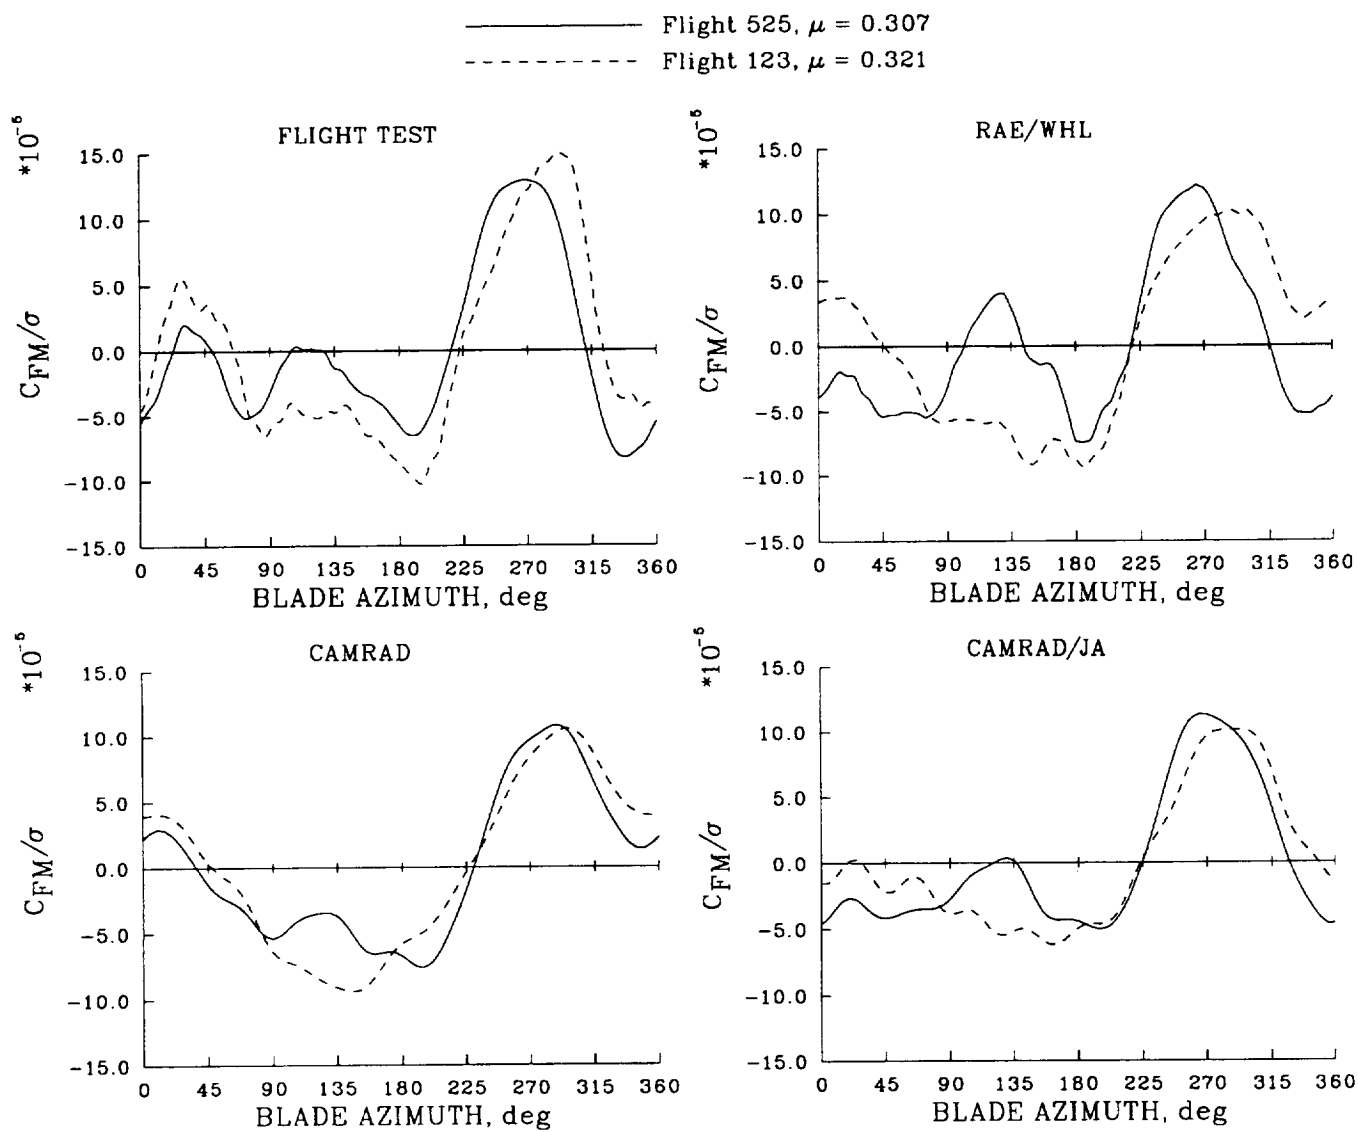 Flight 525, μ = 0.307
Flight 123, μ = 0.321
FLIGHT TEST
*10⁻⁵
15.0
10.0
5.0
0.0
-5.0
-10.0
-15.0
C_FM/σ
0 45 90 135 180 225 270 315 360
BLADE AZIMUTH, deg
RAE/WHL
*10⁻⁵
15.0
10.0
5.0
0.0
-5.0
-10.0
-15.0
C_FM/σ
0 45 90 135 180 225 270 315 360
BLADE AZIMUTH, deg
CAMRAD
*10⁻⁵
15.0
10.0
5.0
0.0
-5.0
-10.0
-15.0
C_FM/σ
0 45 90 135 180 225 270 315 360
BLADE AZIMUTH, deg
CAMRAD/JA
*10⁻⁵
15.0
10.0
5.0
0.0
-5.0
-10.0
-15.0
C_FM/σ
0 45 90 135 180 225 270 315 360
BLADE AZIMUTH, deg